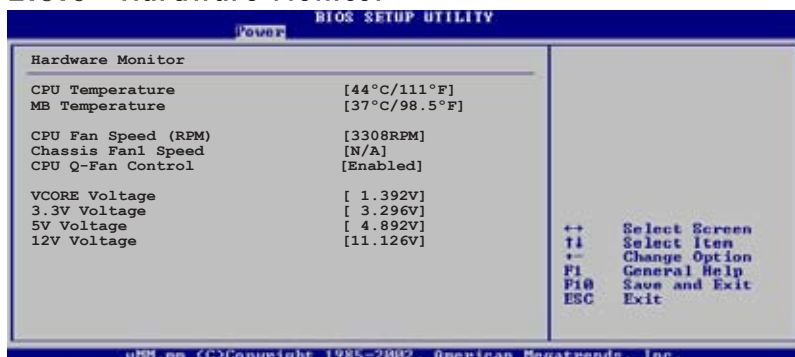 BIOS SETUP UTILITY
Power
Hardware Monitor
CPU Temperature [44°C/111°F]
MB Temperature [37°C/98.5°F]
CPU Fan Speed (RPM) [3308RPM]
Chassis Fan1 Speed [N/A]
CPU Q-Fan Control [Enabled]
VCORE Voltage [ 1.392V]
3.3V Voltage [ 3.296V]
5V Voltage [ 4.892V]
12V Voltage [11.126V]
↔ Select Screen
↑↓ Select Item
+- Change Option
F1 General Help
F10 Save and Exit
ESC Exit
(C)Copyright 1985-2002, American Megatrends, Inc